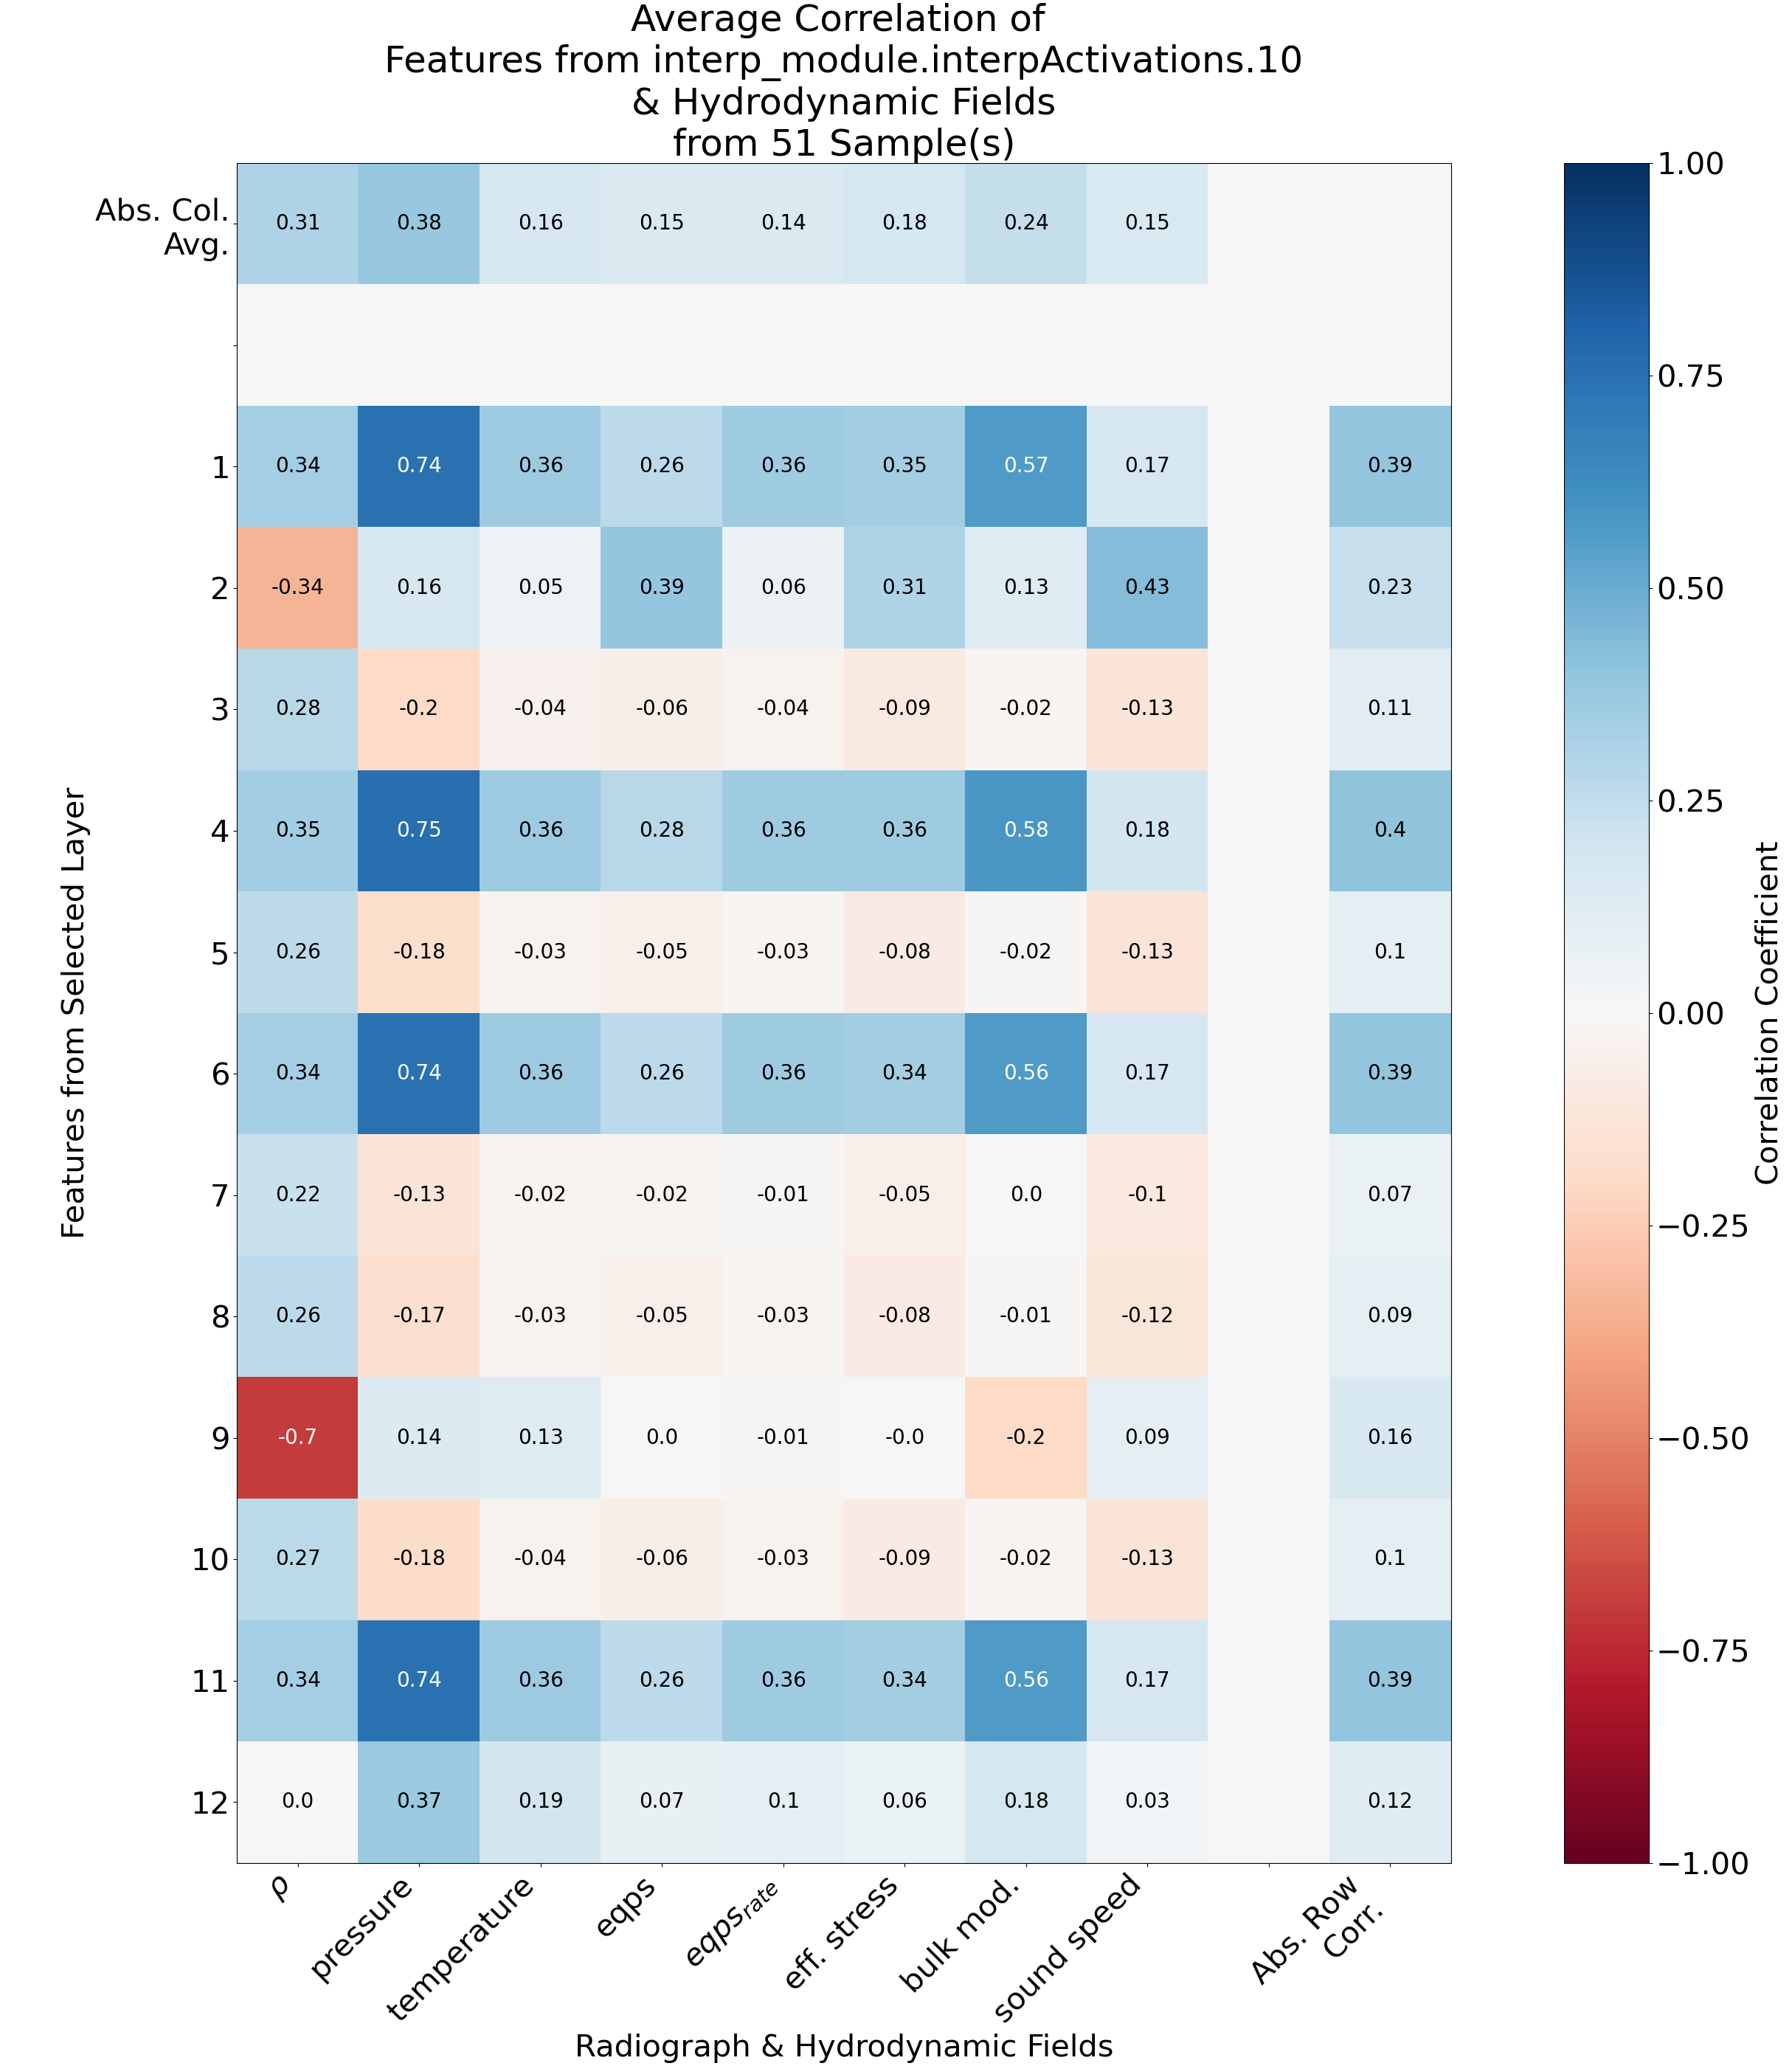 Average Correlation of
Features from interp_module.interpActivations.10
& Hydrodynamic Fields
from 51 Sample(s)
Abs. Col.
Avg.
0.31 0.38 0.16 0.15 0.14 0.18 0.24 0.15
1 0.34 0.74 0.36 0.26 0.36 0.35 0.57 0.17 0.39
2 -0.34 0.16 0.05 0.39 0.06 0.31 0.13 0.43 0.23
3 0.28 -0.2 -0.04 -0.06 -0.04 -0.09 -0.02 -0.13 0.11
4 0.35 0.75 0.36 0.28 0.36 0.36 0.58 0.18 0.4
5 0.26 -0.18 -0.03 -0.05 -0.03 -0.08 -0.02 -0.13 0.1
6 0.34 0.74 0.36 0.26 0.36 0.34 0.56 0.17 0.39
7 0.22 -0.13 -0.02 -0.02 -0.01 -0.05 0.0 -0.1 0.07
8 0.26 -0.17 -0.03 -0.05 -0.03 -0.08 -0.01 -0.12 0.09
9 -0.7 0.14 0.13 0.0 -0.01 -0.0 -0.2 0.09 0.16
10 0.27 -0.18 -0.04 -0.06 -0.03 -0.09 -0.02 -0.13 0.1
11 0.34 0.74 0.36 0.26 0.36 0.34 0.56 0.17 0.39
12 0.0 0.37 0.19 0.07 0.1 0.06 0.18 0.03 0.12
Features from Selected Layer
ρ
pressure
temperature
eqps
eqps_rate
eff. stress
bulk mod.
sound speed
Abs. Row
Corr.
Radiograph & Hydrodynamic Fields
1.00
0.75
0.50
0.25
0.00
−0.25
−0.50
−0.75
−1.00
Correlation Coefficient